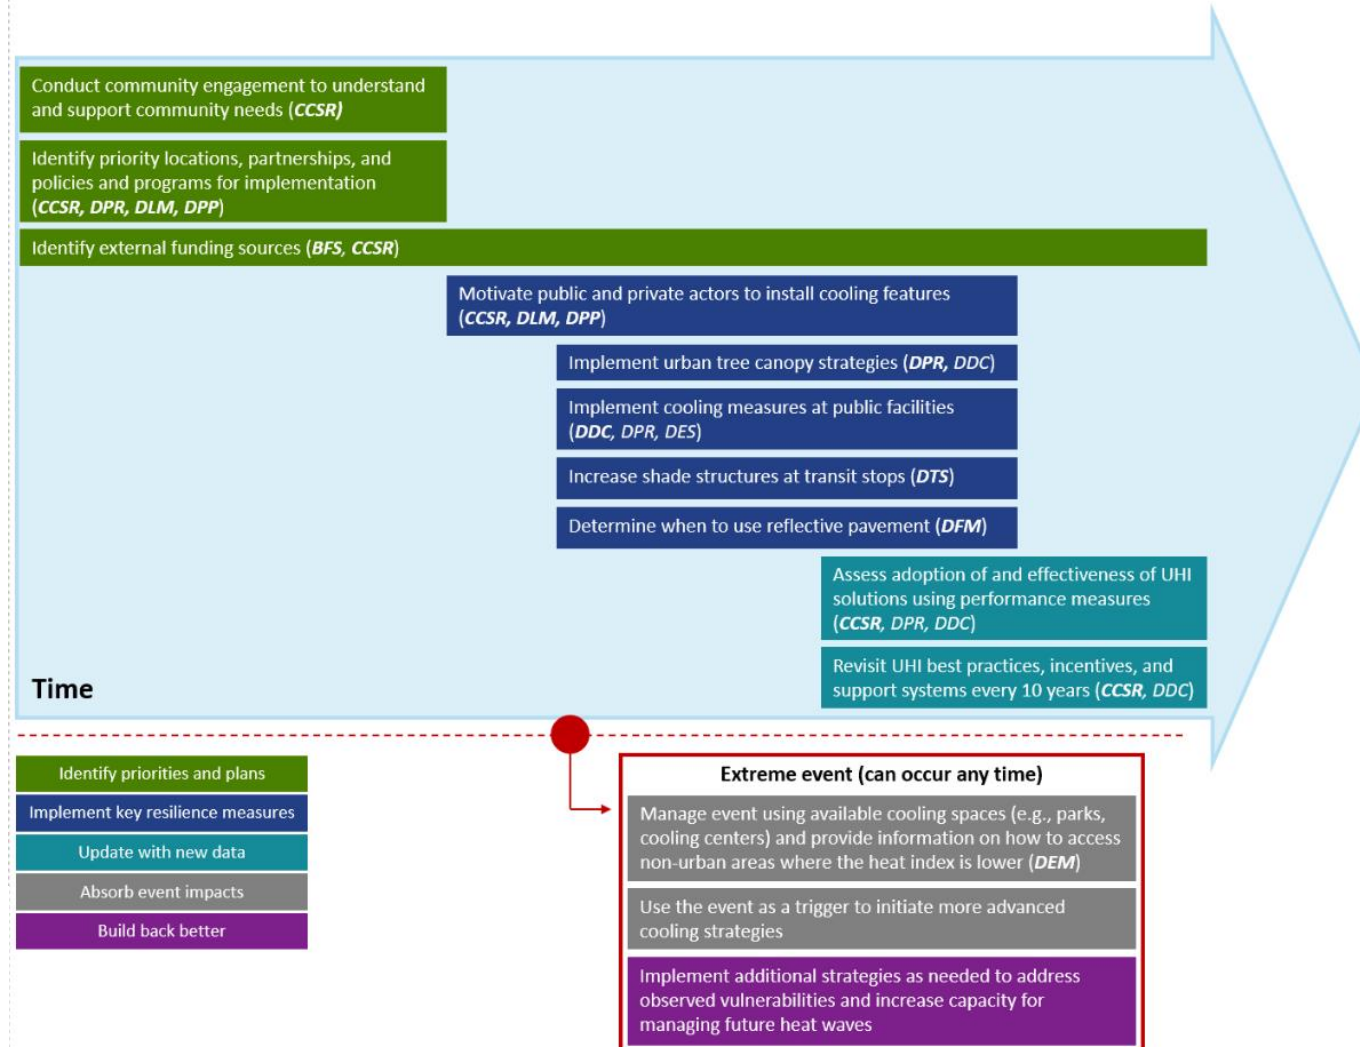 Conduct community engagement to understand
and support community needs (CCSR)
Identify priority locations, partnerships, and
policies and programs for implementation
(CCSR, DPR, DLM, DPP)
Identify external funding sources (BFS, CCSR)
Motivate public and private actors to install cooling features
(CCSR, DLM, DPP)
Implement urban tree canopy strategies (DPR, DDC)
Implement cooling measures at public facilities
(DDC, DPR, DES)
Increase shade structures at transit stops (DTS)
Determine when to use reflective pavement (DFM)
Assess adoption of and effectiveness of UHI
solutions using performance measures
(CCSR, DPR, DDC)
Revisit UHI best practices, incentives, and
support systems every 10 years (CCSR, DDC)
Time
Identify priorities and plans
Implement key resilience measures
Update with new data
Absorb event impacts
Build back better
Extreme event (can occur any time)
Manage event using available cooling spaces (e.g., parks,
cooling centers) and provide information on how to access
non-urban areas where the heat index is lower (DEM)
Use the event as a trigger to initiate more advanced
cooling strategies
Implement additional strategies as needed to address
observed vulnerabilities and increase capacity for
managing future heat waves